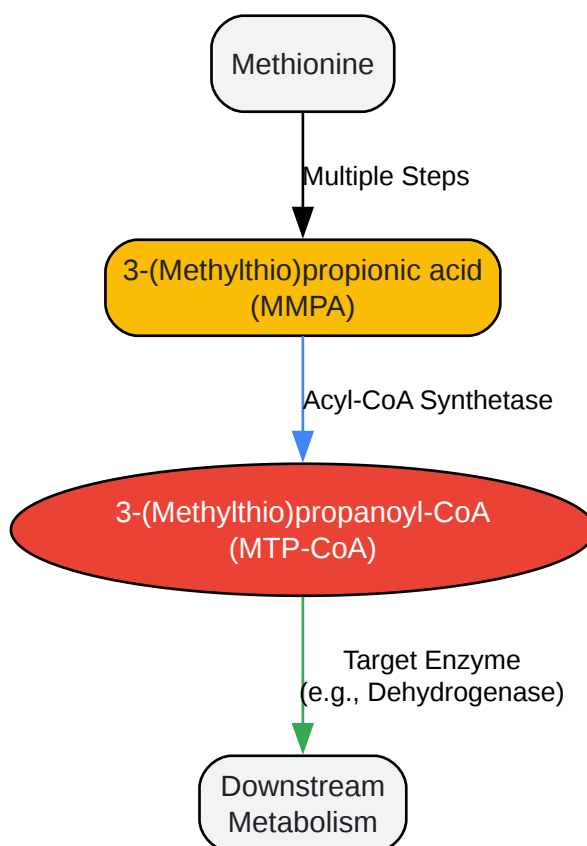 Methionine
Multiple Steps
3-(Methylthio)propionic acid
(MMPA)
Acyl-CoA Synthetase
3-(Methylthio)propanoyl-CoA
(MTP-CoA)
Target Enzyme
(e.g., Dehydrogenase)
Downstream
Metabolism